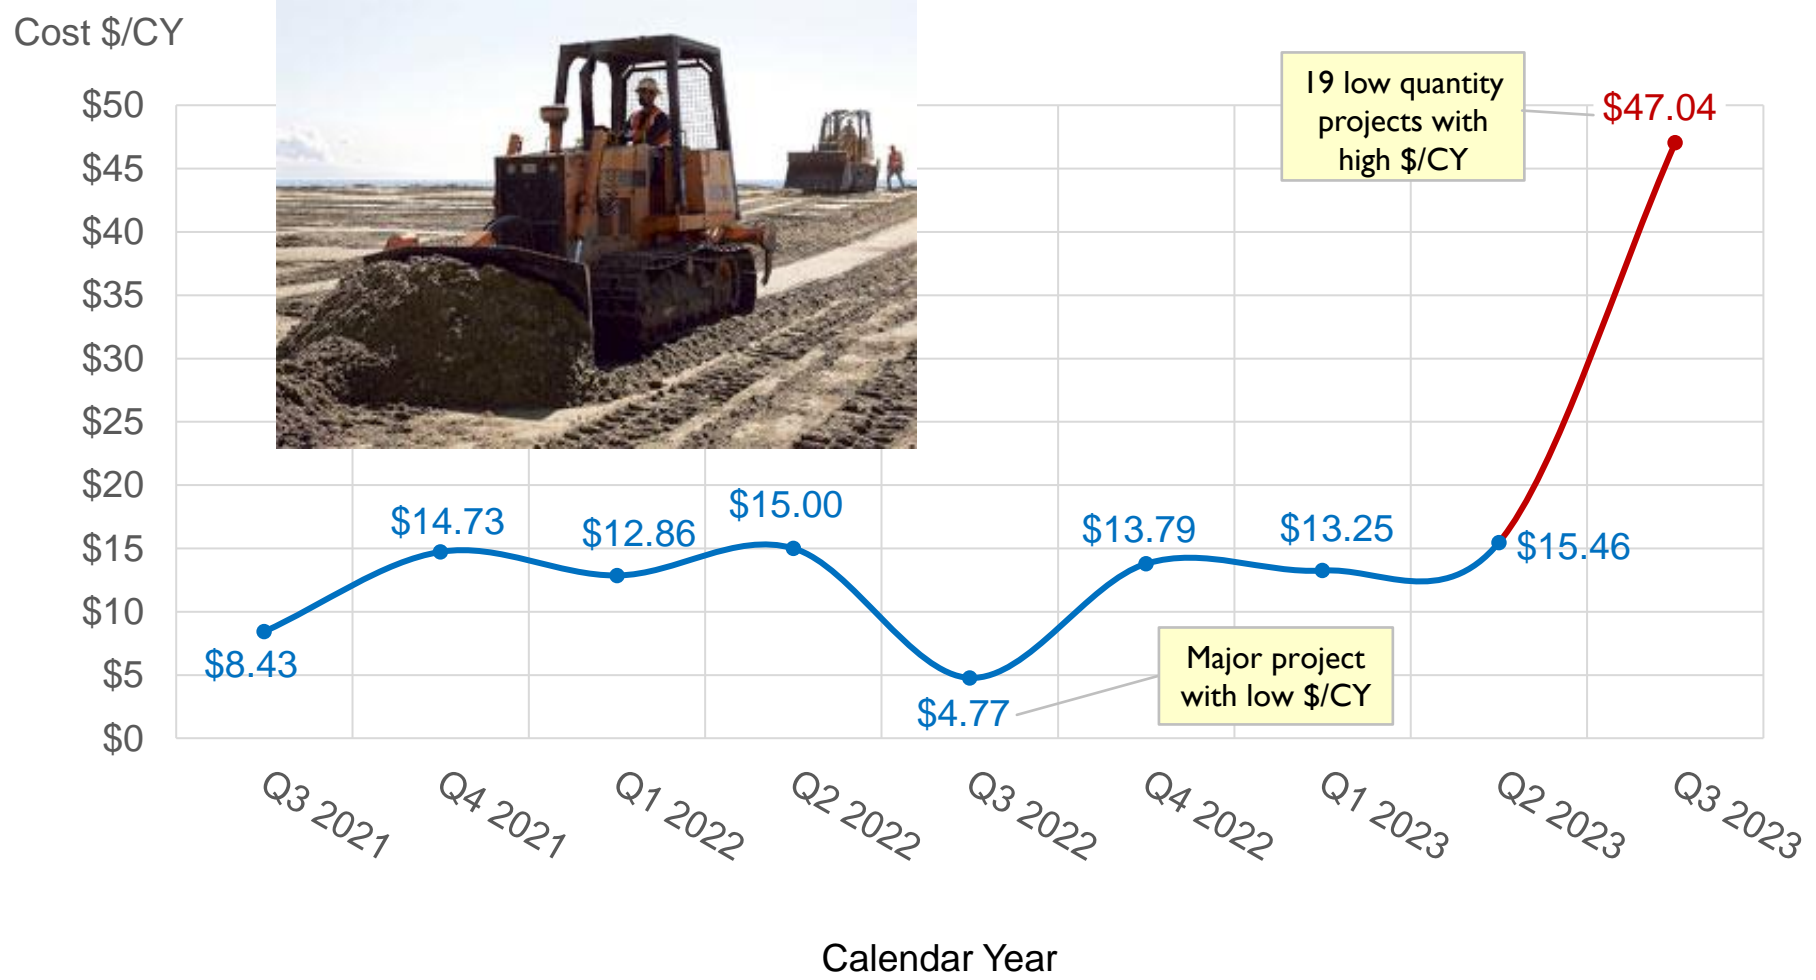 Cost $/CY
$50
$45
$40
$35
$30
$25
$20
$15
$10
$5
$0
19 low quantity
projects with
high $/CY
$47.04
$8.43
$14.73
$12.86
$15.00
$4.77
$13.79
$13.25
$15.46
Major project
with low $/CY
Q3 2021
Q4 2021
Q1 2022
Q2 2022
Q3 2022
Q4 2022
Q1 2023
Q2 2023
Q3 2023
Calendar Year